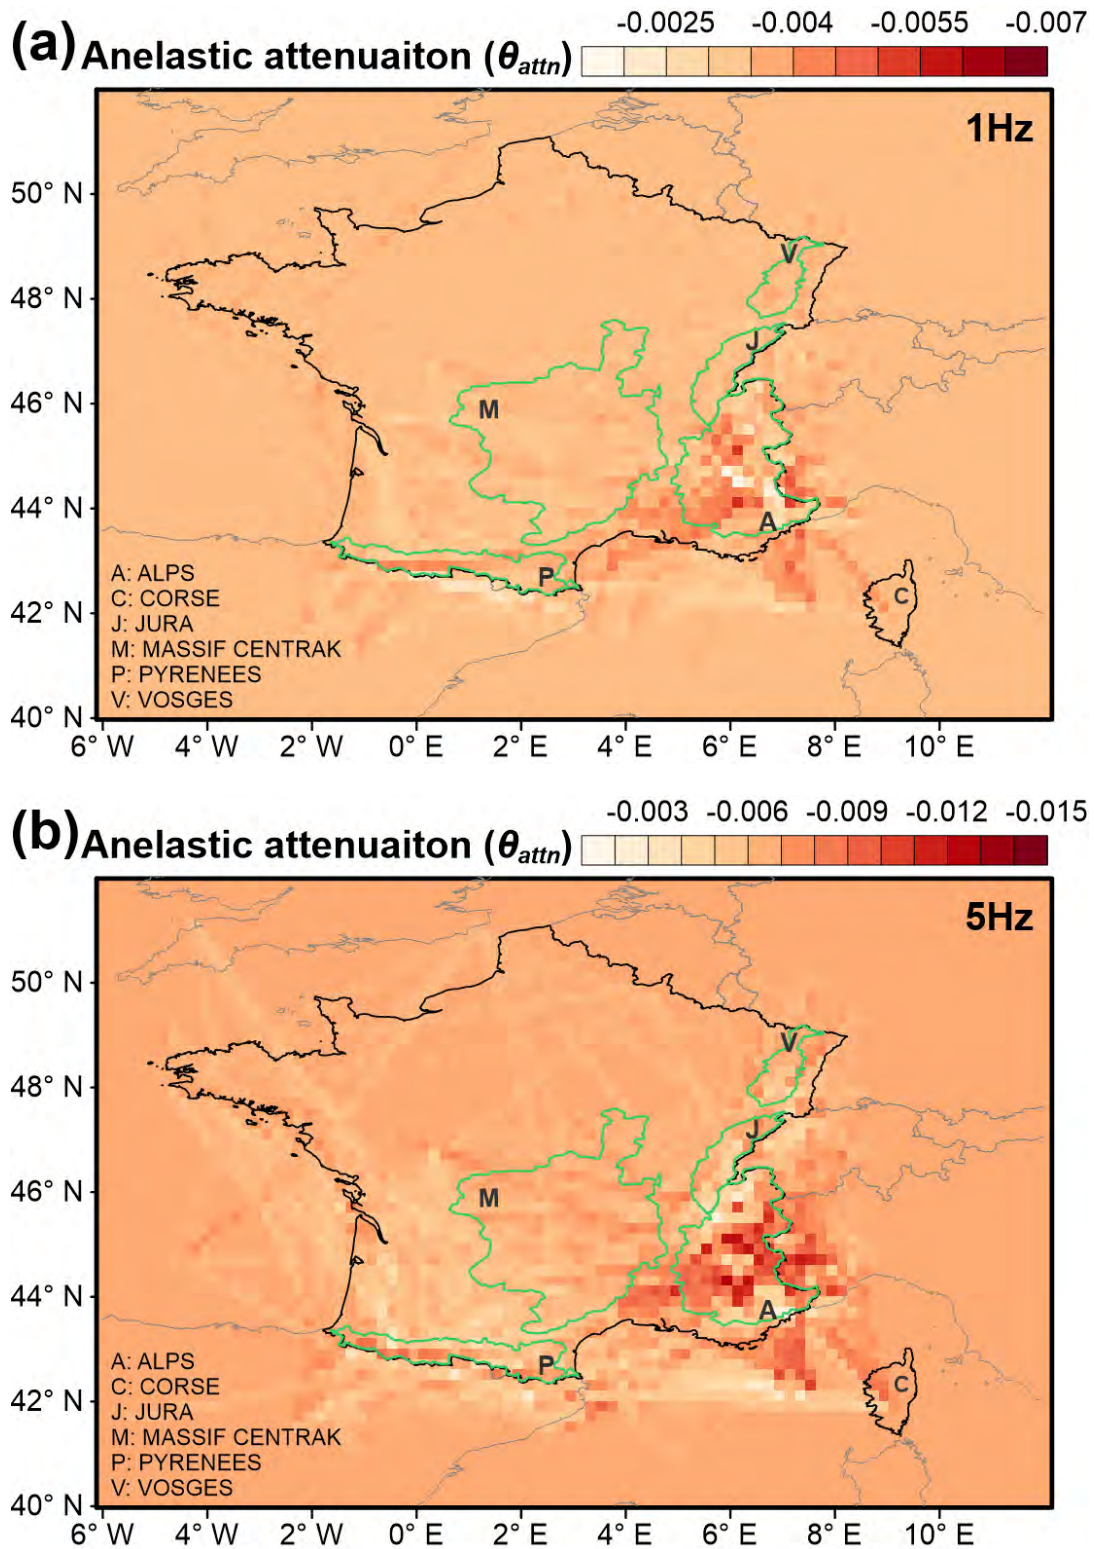 (a) Anelastic attenuaiton (θattn)
-0.0025 -0.004 -0.0055 -0.007
1Hz
50° N
48° N
46° N
44° N
42° N
40° N
V
J
M
A
P
C
A: ALPS
C: CORSE
J: JURA
M: MASSIF CENTRAK
P: PYRENEES
V: VOSGES
6° W 4° W 2° W 0° E 2° E 4° E 6° E 8° E 10° E
(b) Anelastic attenuaiton (θattn)
-0.003 -0.006 -0.009 -0.012 -0.015
5Hz
50° N
48° N
46° N
44° N
42° N
40° N
V
J
M
A
P
C
A: ALPS
C: CORSE
J: JURA
M: MASSIF CENTRAK
P: PYRENEES
V: VOSGES
6° W 4° W 2° W 0° E 2° E 4° E 6° E 8° E 10° E